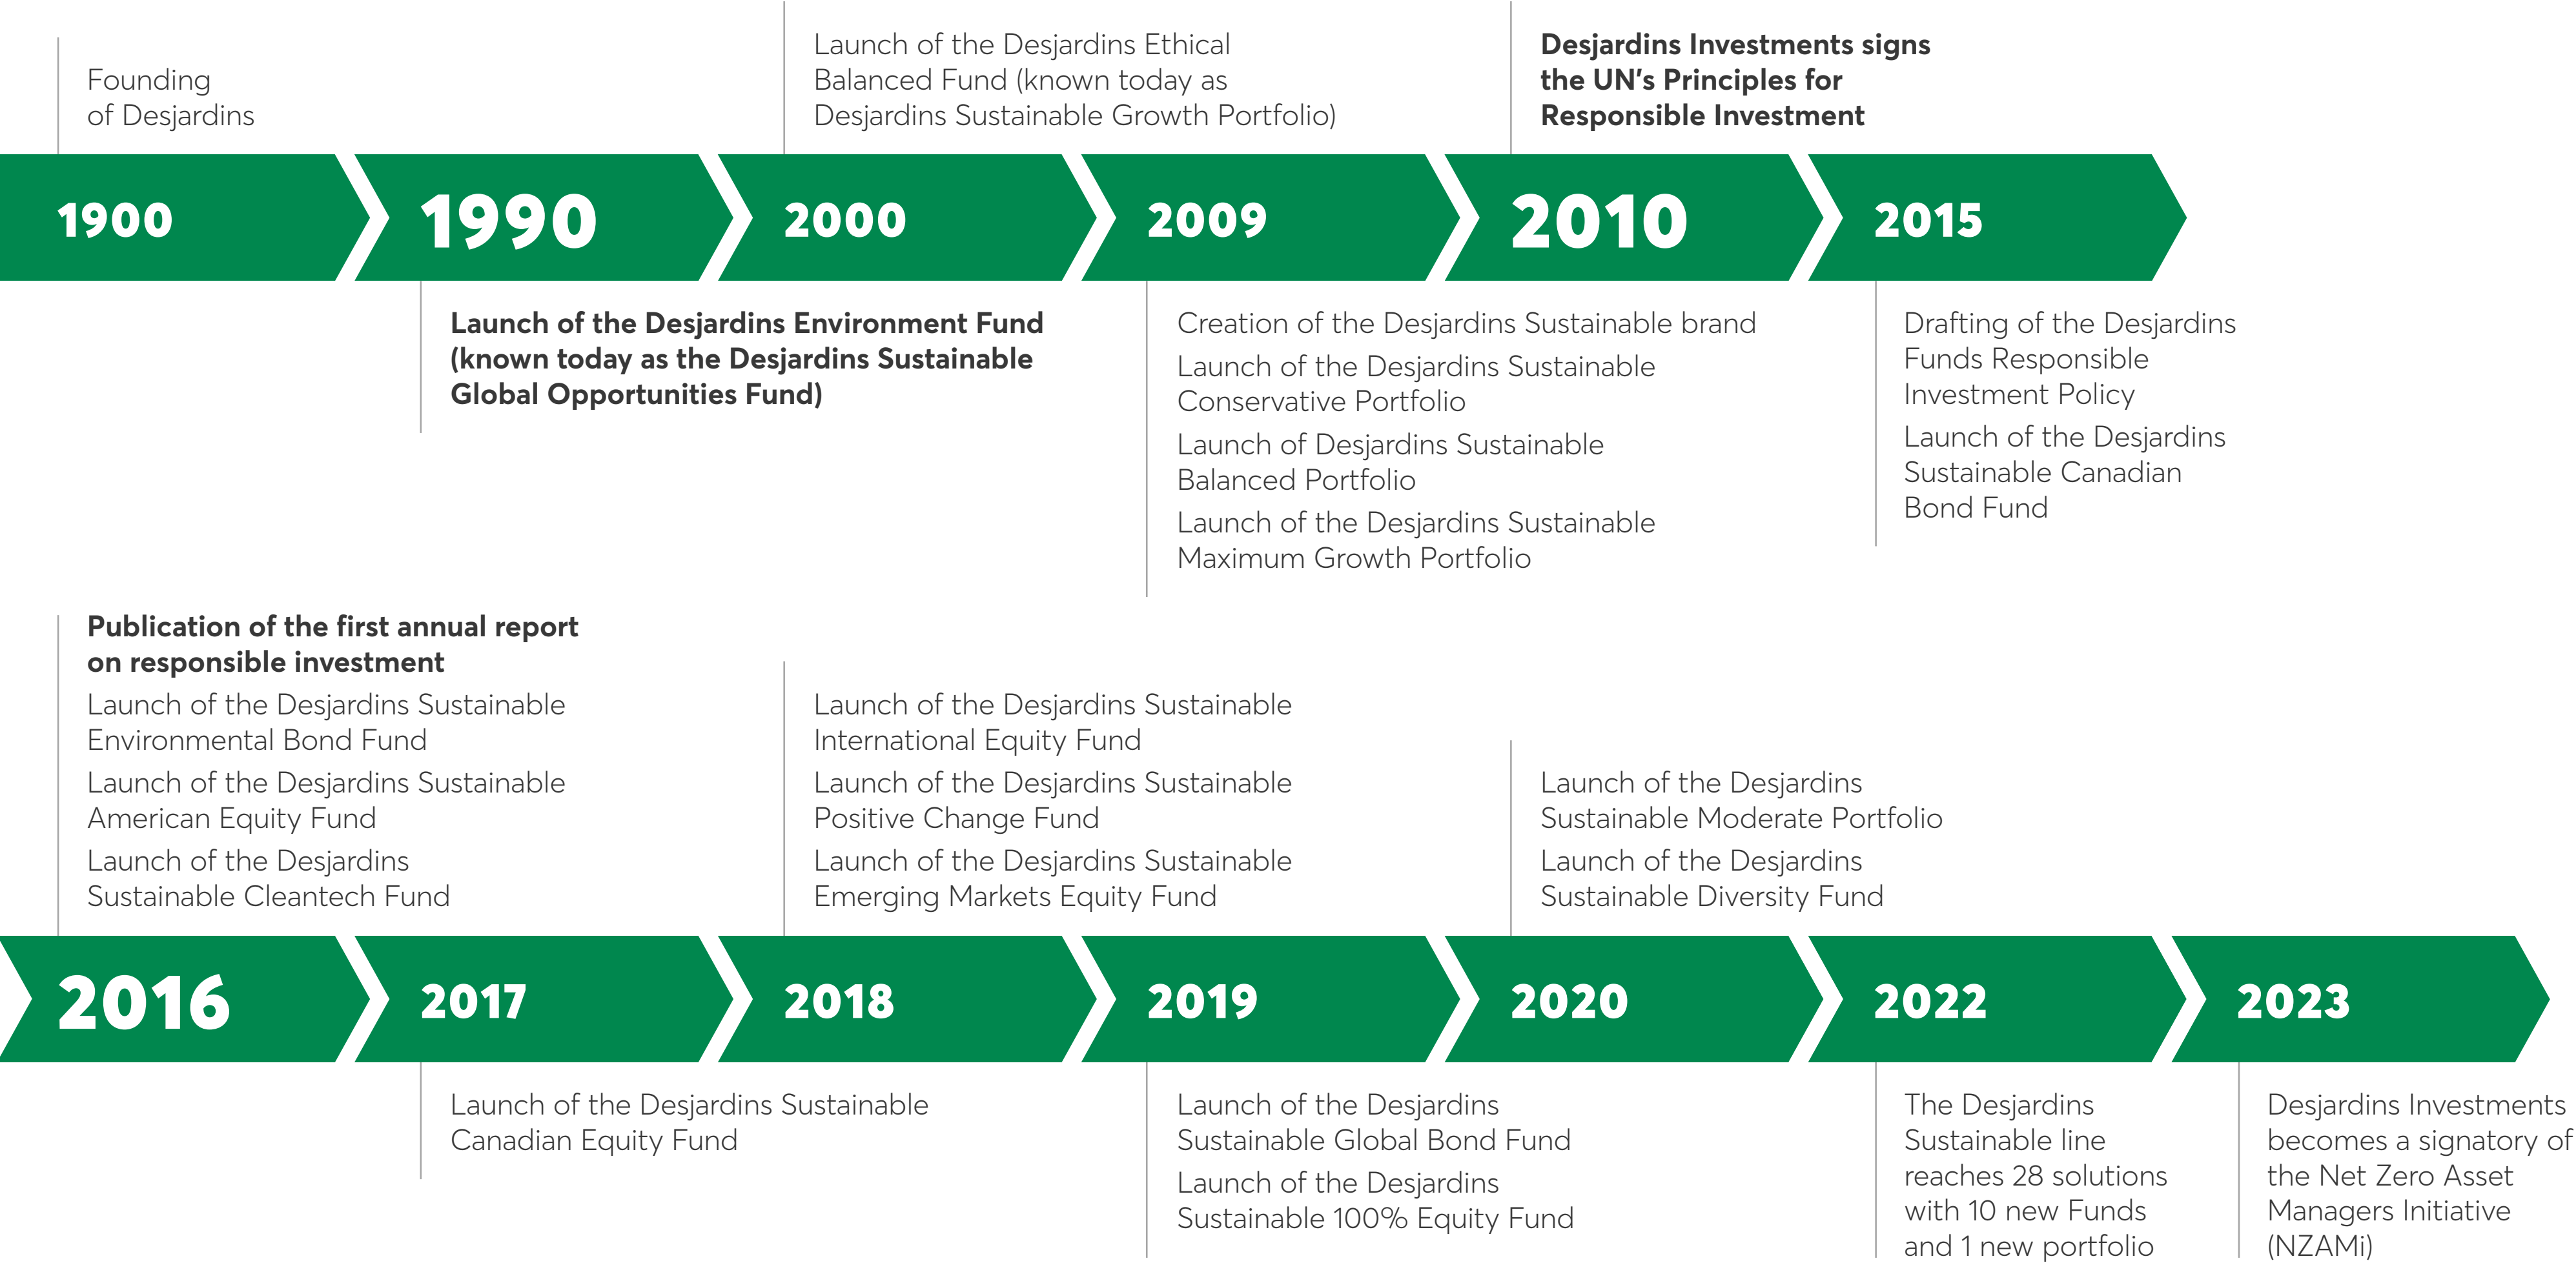 Founding
of Desjardins
Launch of the Desjardins Ethical
Balanced Fund (known today as
Desjardins Sustainable Growth Portfolio)
Desjardins Investments signs
the UN's Principles for
Responsible Investment
1900
1990
2000
2009
2010
2015
Launch of the Desjardins Environment Fund
(known today as the Desjardins Sustainable
Global Opportunities Fund)
Creation of the Desjardins Sustainable brand
Launch of the Desjardins Sustainable
Conservative Portfolio
Launch of Desjardins Sustainable
Balanced Portfolio
Launch of the Desjardins Sustainable
Maximum Growth Portfolio
Drafting of the Desjardins
Funds Responsible
Investment Policy
Launch of the Desjardins
Sustainable Canadian
Bond Fund
Publication of the first annual report
on responsible investment
Launch of the Desjardins Sustainable
Environmental Bond Fund
Launch of the Desjardins Sustainable
American Equity Fund
Launch of the Desjardins
Sustainable Cleantech Fund
Launch of the Desjardins Sustainable
International Equity Fund
Launch of the Desjardins Sustainable
Positive Change Fund
Launch of the Desjardins Sustainable
Emerging Markets Equity Fund
Launch of the Desjardins
Sustainable Moderate Portfolio
Launch of the Desjardins
Sustainable Diversity Fund
2016
2017
2018
2019
2020
2022
2023
Launch of the Desjardins Sustainable
Canadian Equity Fund
Launch of the Desjardins
Sustainable Global Bond Fund
Launch of the Desjardins
Sustainable 100% Equity Fund
The Desjardins
Sustainable line
reaches 28 solutions
with 10 new Funds
and 1 new portfolio
Desjardins Investments
becomes a signatory of
the Net Zero Asset
Managers Initiative
(NZAMi)